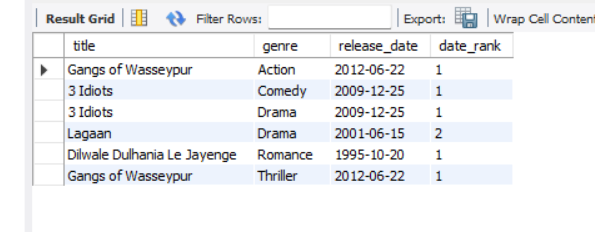 Result Grid Filter Rows: Export: Wrap Cell Content
title genre release_date date_rank
Gangs of Wasseypur Action 2012-06-22 1
3 Idiots Comedy 2009-12-25 1
3 Idiots Drama 2009-12-25 1
Lagaan Drama 2001-06-15 2
Dilwale Dulhania Le Jayenge Romance 1995-10-20 1
Gangs of Wasseypur Thriller 2012-06-22 1